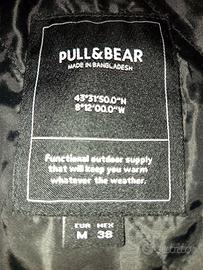 PULL&BEAR
MADE IN BANGLADESH
43°31'50.0"N
8°12'00.0"W
Functional outdoor supply
that will keep you warm
whatever the weather.
EUR MEX
M 38